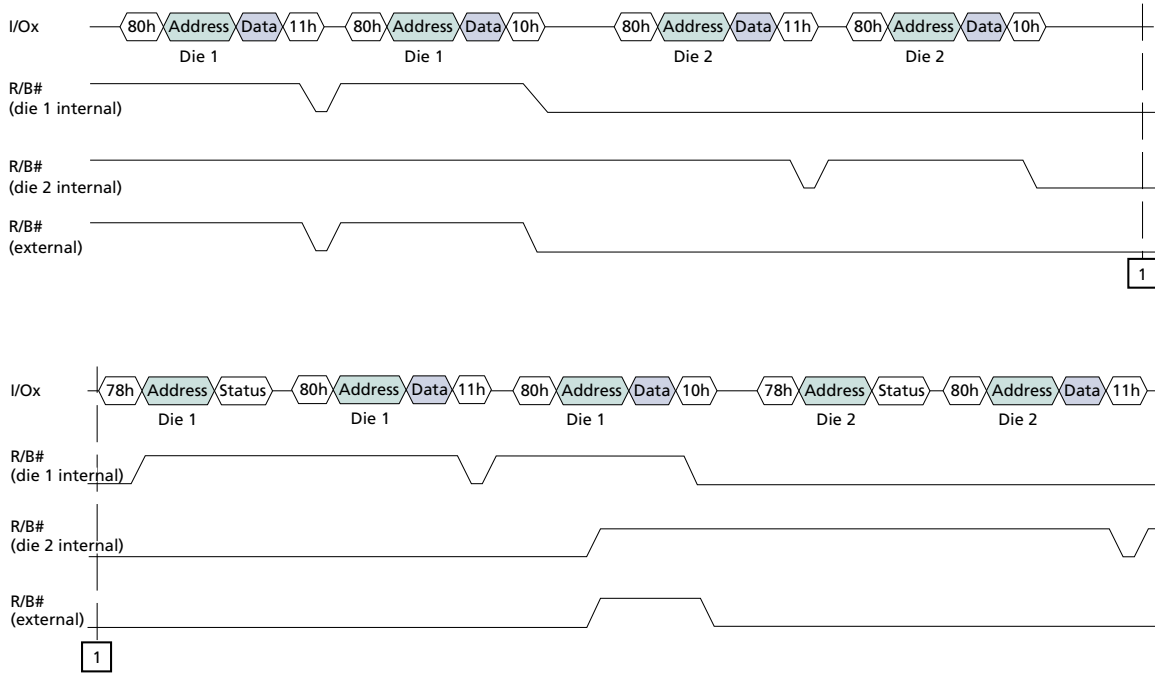 I/Ox 80h Address Data 11h 80h Address Data 10h 80h Address Data 11h 80h Address Data 10h
Die 1 Die 1 Die 2 Die 2
R/B#
(die 1 internal)
R/B#
(die 2 internal)
R/B#
(external)
1
I/Ox 78h Address Status 80h Address Data 11h 80h Address Data 10h 78h Address Status 80h Address Data 11h
Die 1 Die 1 Die 1 Die 2 Die 2
R/B#
(die 1 internal)
R/B#
(die 2 internal)
R/B#
(external)
1